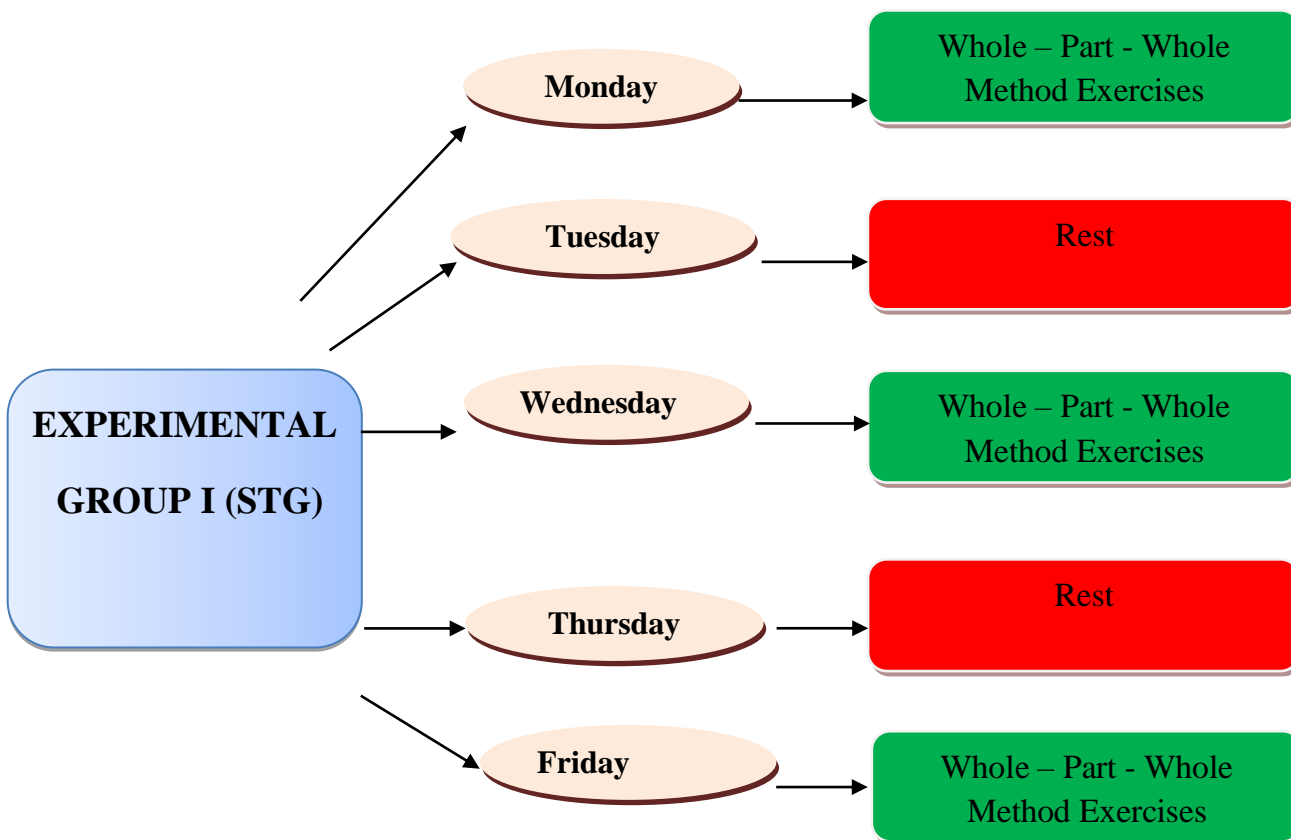 Monday
Whole – Part - Whole
Method Exercises
Tuesday
Rest
EXPERIMENTAL
GROUP I (STG)
Wednesday
Whole – Part - Whole
Method Exercises
Thursday
Rest
Friday
Whole – Part - Whole
Method Exercises